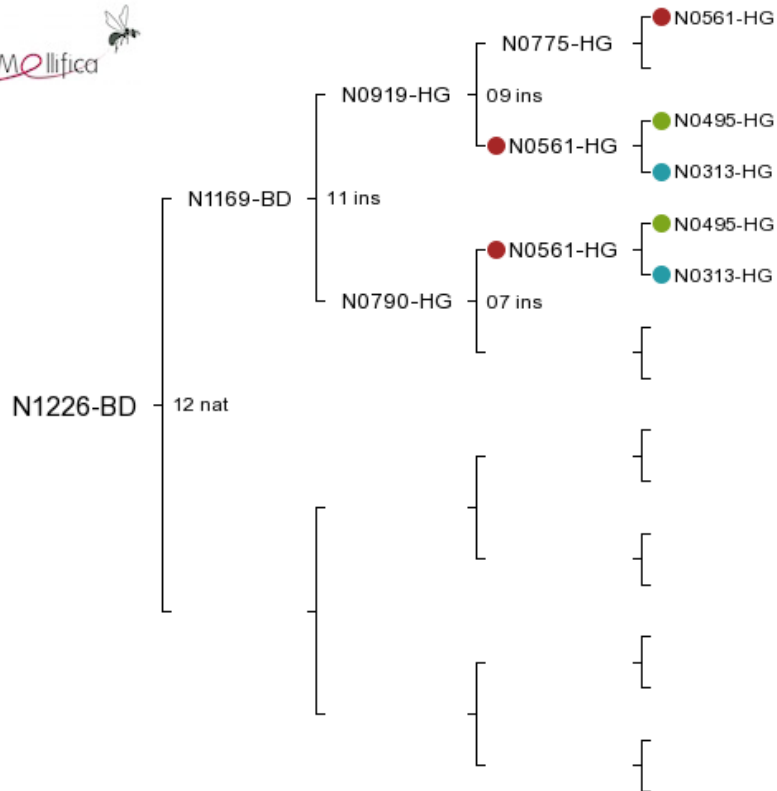 Mellifica
N0561-HG
N0775-HG
N0919-HG
09 ins
N0495-HG
N0561-HG
N0313-HG
N1169-BD
11 ins
N0495-HG
N0561-HG
N0313-HG
N0790-HG
07 ins
N1226-BD
12 nat